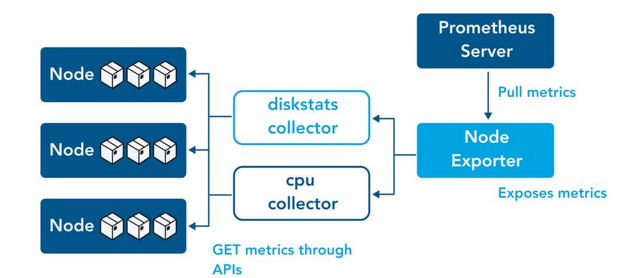 Prometheus
Server
Pull metrics
Node
Exporter
Exposes metrics
diskstats
collector
cpu
collector
GET metrics through
APIs
Node
Node
Node